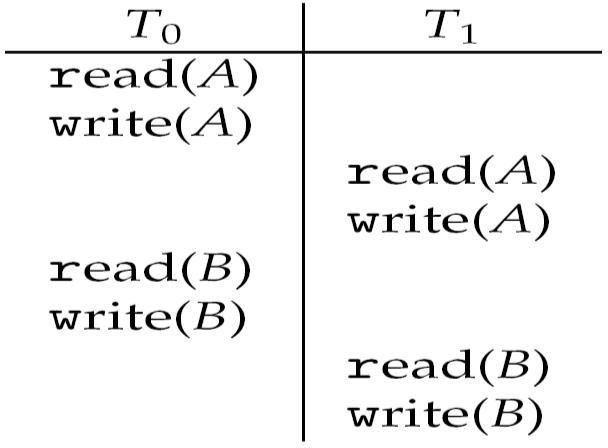 T₀ T₁
read(A)
write(A)
read(A)
write(A)
read(B)
write(B)
read(B)
write(B)